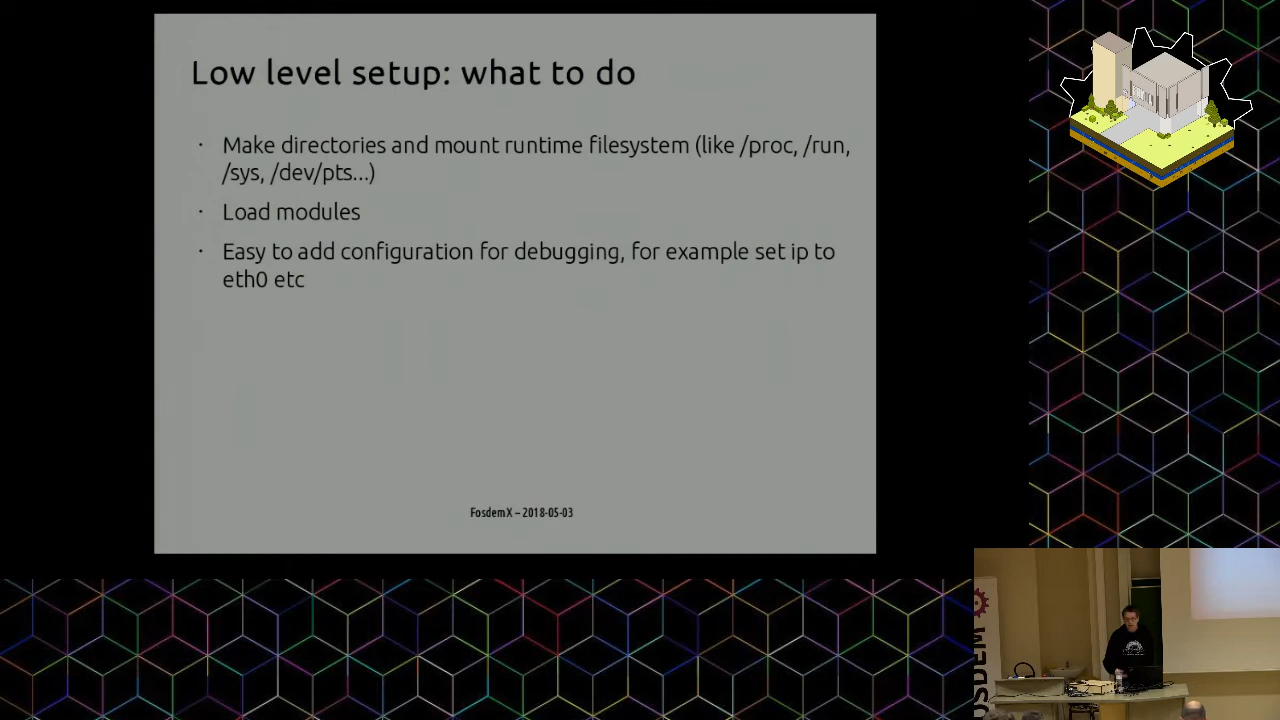 Low level setup: what to do
· Make directories and mount runtime filesystem (like /proc, /run,
/sys, /dev/pts...)
· Load modules
· Easy to add configuration for debugging, for example set ip to
eth0 etc
FosdemX – 2018-05-03
OSDEM